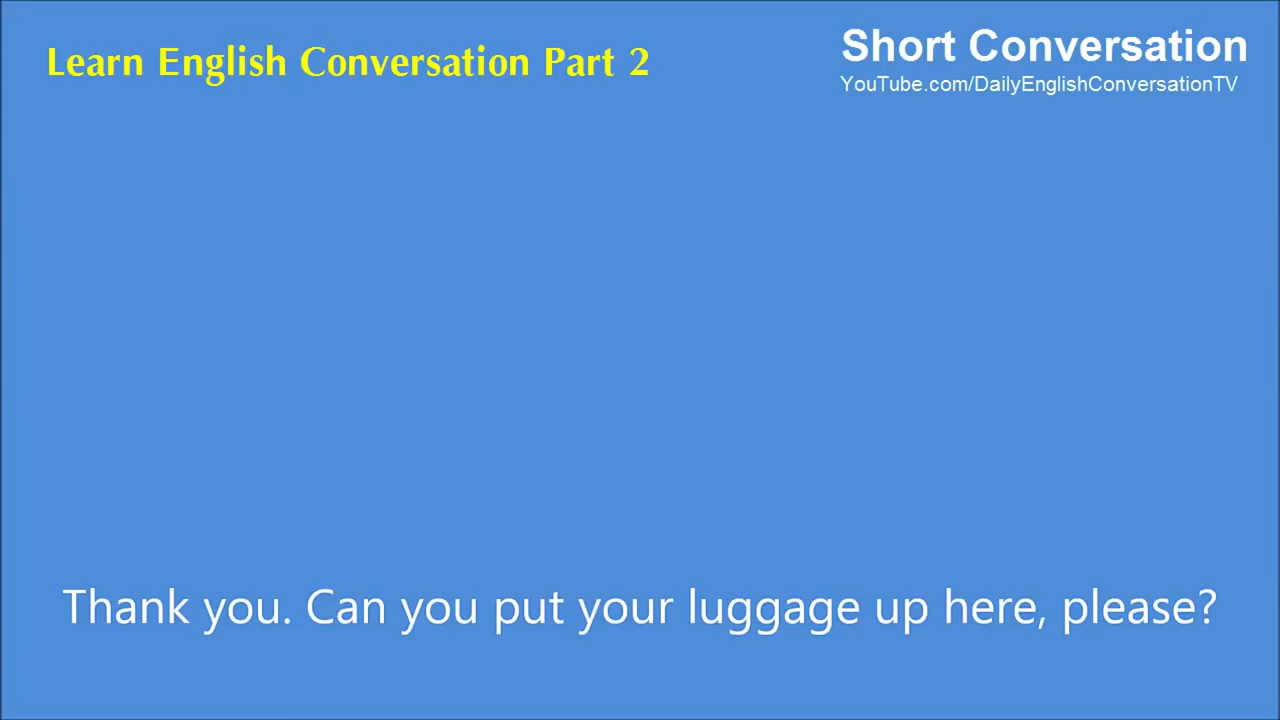 Learn English Conversation Part 2
Short Conversation
YouTube.com/DailyEnglishConversationTV
Thank you. Can you put your luggage up here, please?